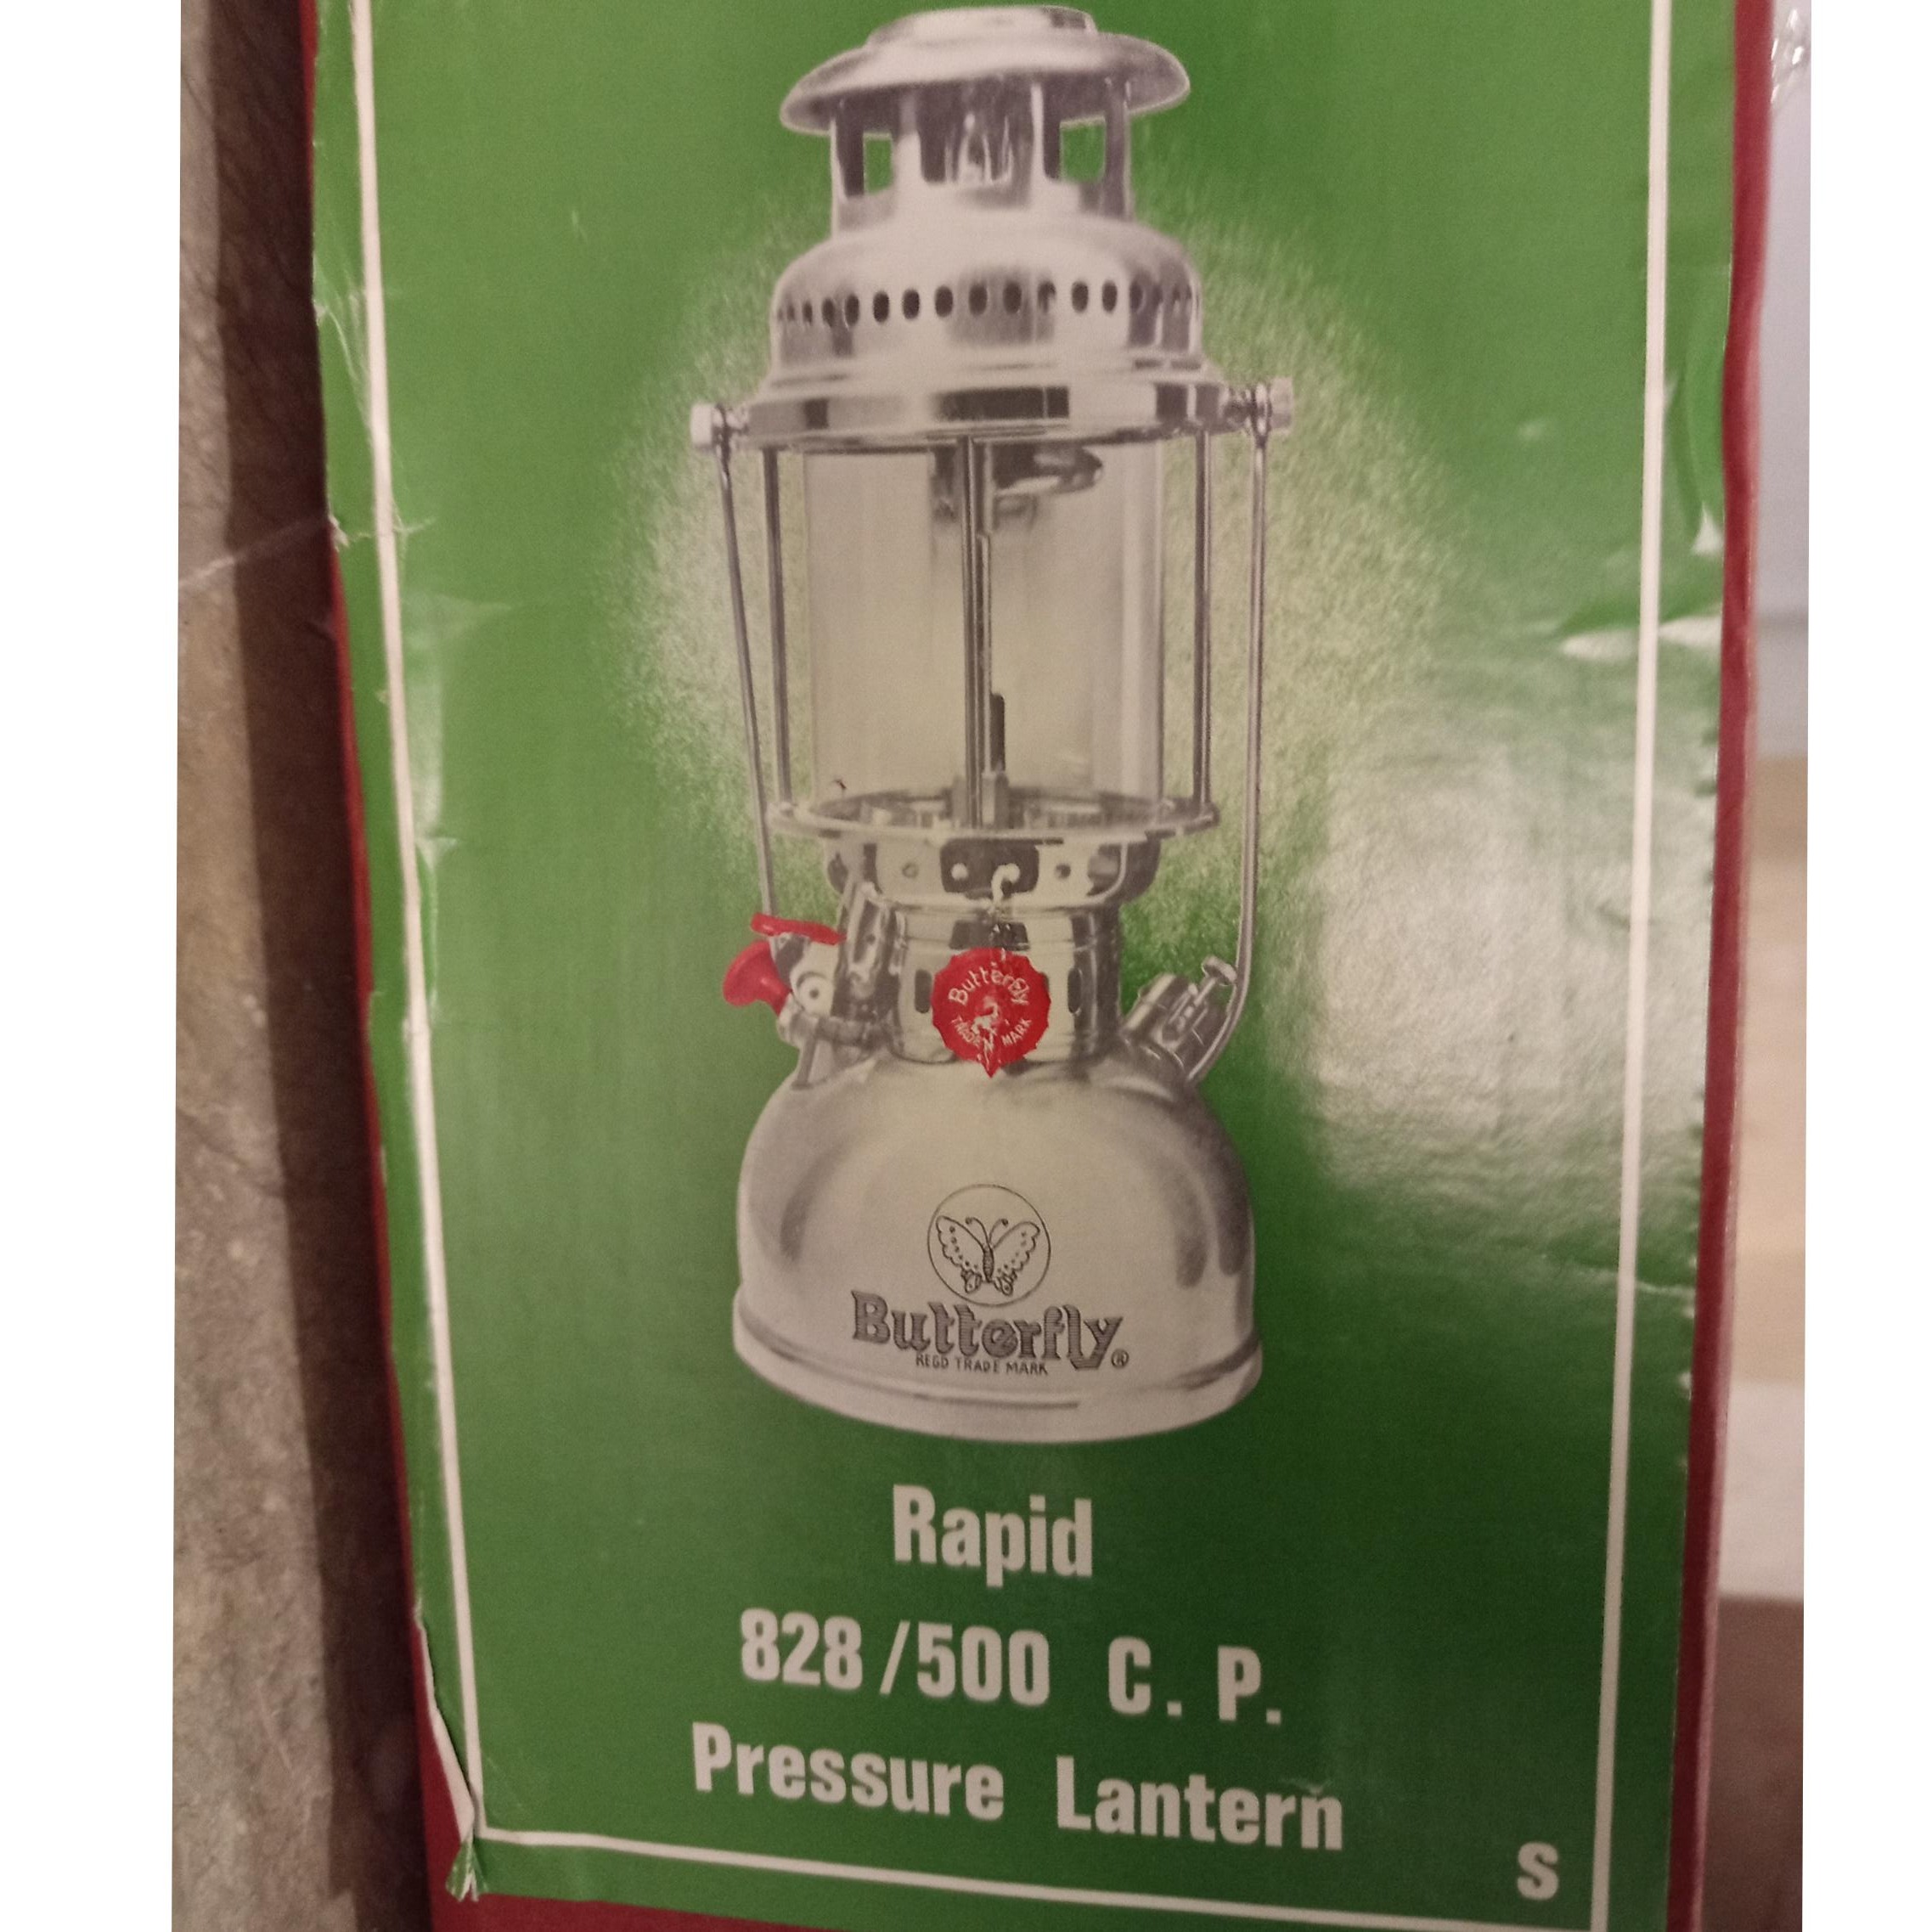 Butterfly
TRADE MARK
Butterfly®
REGD TRADE MARK
Rapid
828/500 C. P.
Pressure Lantern
S